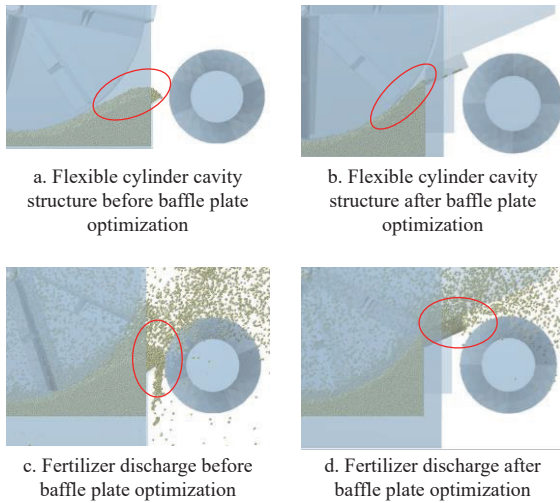 a. Flexible cylinder cavity
structure before baffle plate
optimization
b. Flexible cylinder cavity
structure after baffle plate
optimization
c. Fertilizer discharge before
baffle plate optimization
d. Fertilizer discharge after
baffle plate optimization